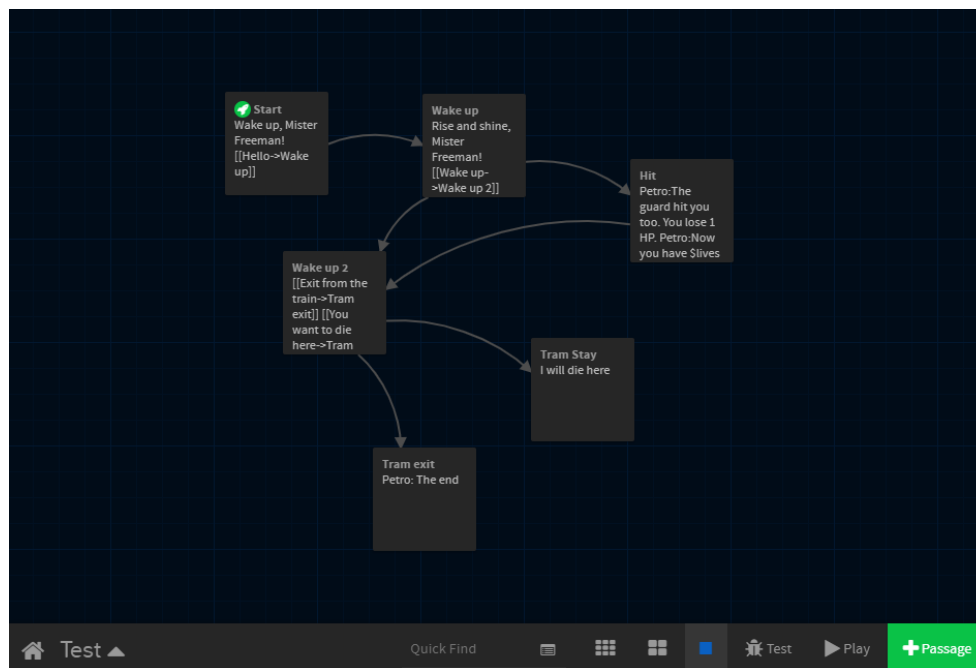 Start
Wake up, Mister
Freeman!
[[Hello->Wake
up]]
Wake up
Rise and shine,
Mister
Freeman!
[[Wake up-
>Wake up 2]]
Hit
Petro:The
guard hit you
too. You lose 1
HP. Petro:Now
you have $lives
Wake up 2
[[Exit from the
train->Tram
exit]] [[You
want to die
here->Tram
Tram Stay
I will die here
Tram exit
Petro: The end
Test
Quick Find
Test
Play
Passage